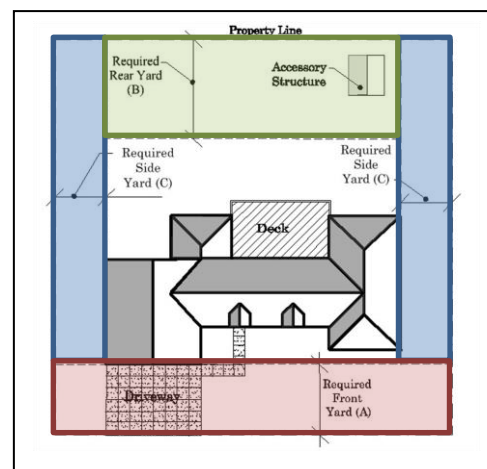 Property Line
Required
Rear Yard
(B)
Accessory
Structure
Required
Side
Yard (C)
Required
Side
Yard (C)
Deck
Driveway
Required
Front
Yard (A)